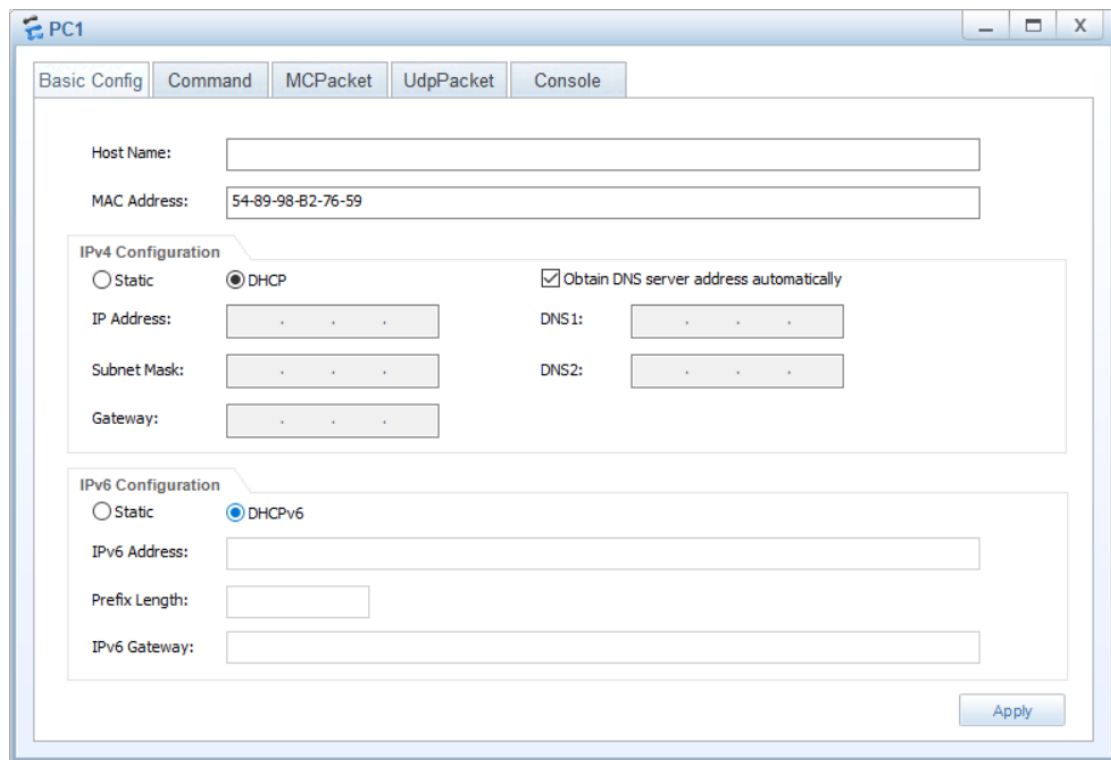 PC1
Basic Config Command MCPacket UdpPacket Console
Host Name:
MAC Address: 54-89-98-B2-76-59
IPv4 Configuration
Static DHCP Obtain DNS server address automatically
IP Address: . . . DNS1: . . .
Subnet Mask: . . . DNS2: . . .
Gateway: . . .
IPv6 Configuration
Static DHCPv6
IPv6 Address:
Prefix Length:
IPv6 Gateway:
Apply